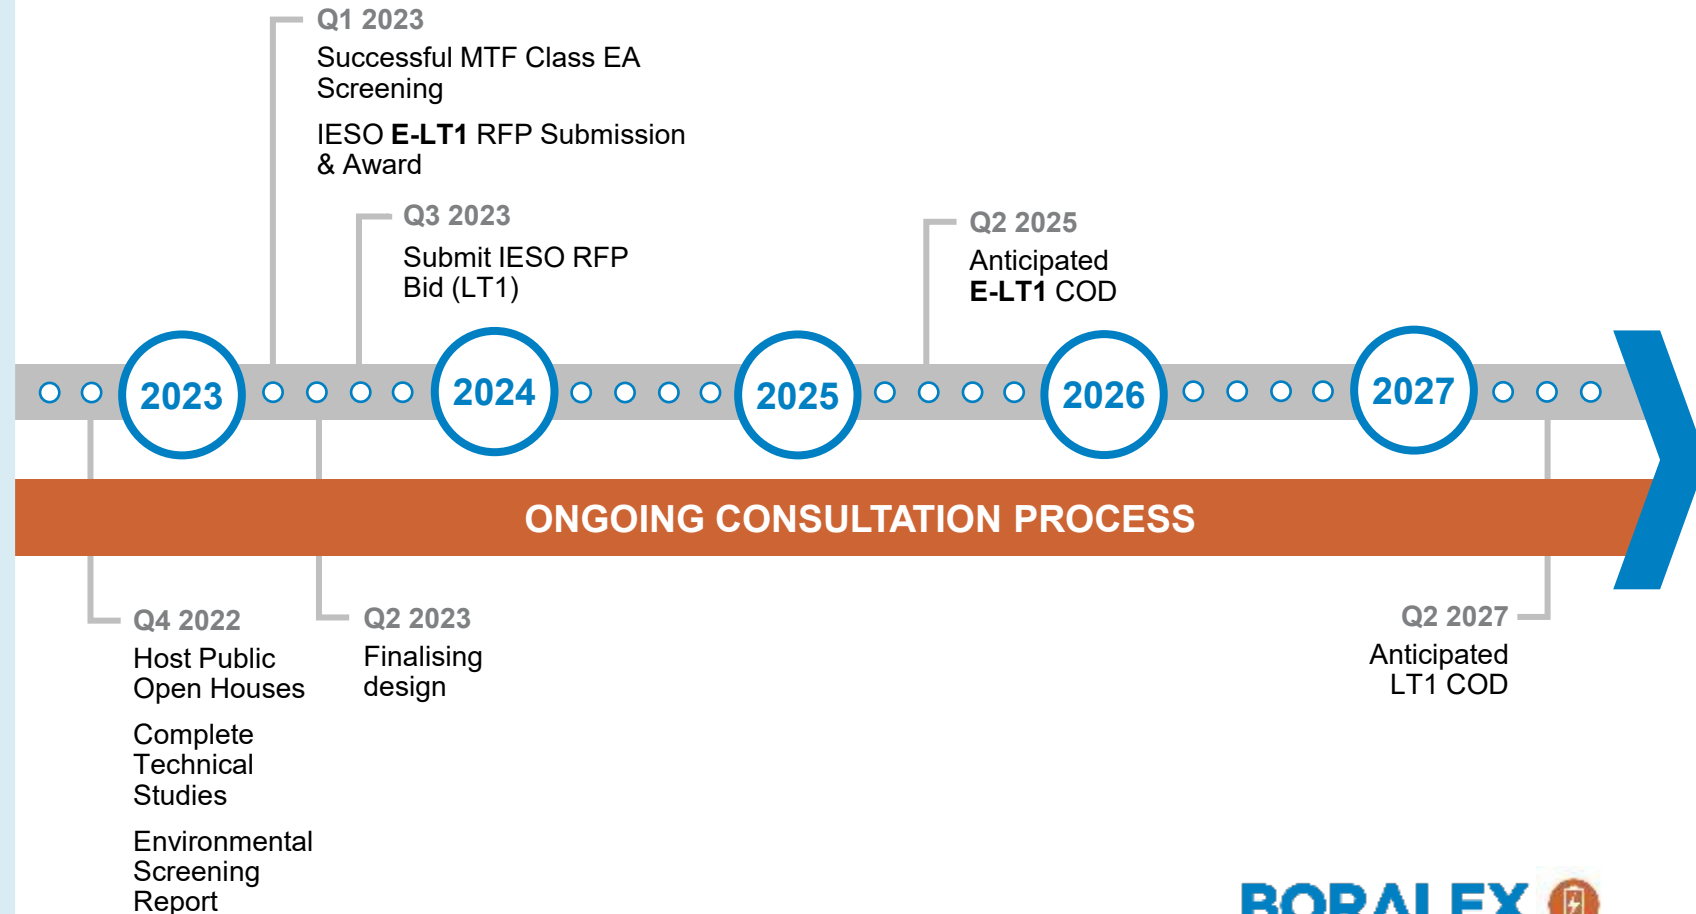 Q1 2023
Successful MTF Class EA
Screening
IESO E-LT1 RFP Submission
& Award
Q3 2023
Submit IESO RFP
Bid (LT1)
Q2 2025
Anticipated
E-LT1 COD
2023
2024
2025
2026
2027
ONGOING CONSULTATION PROCESS
Q4 2022
Host Public
Open Houses
Complete
Technical
Studies
Environmental
Screening
Report
Q2 2023
Finalising
design
Q2 2027
Anticipated
LT1 COD
BORALEX